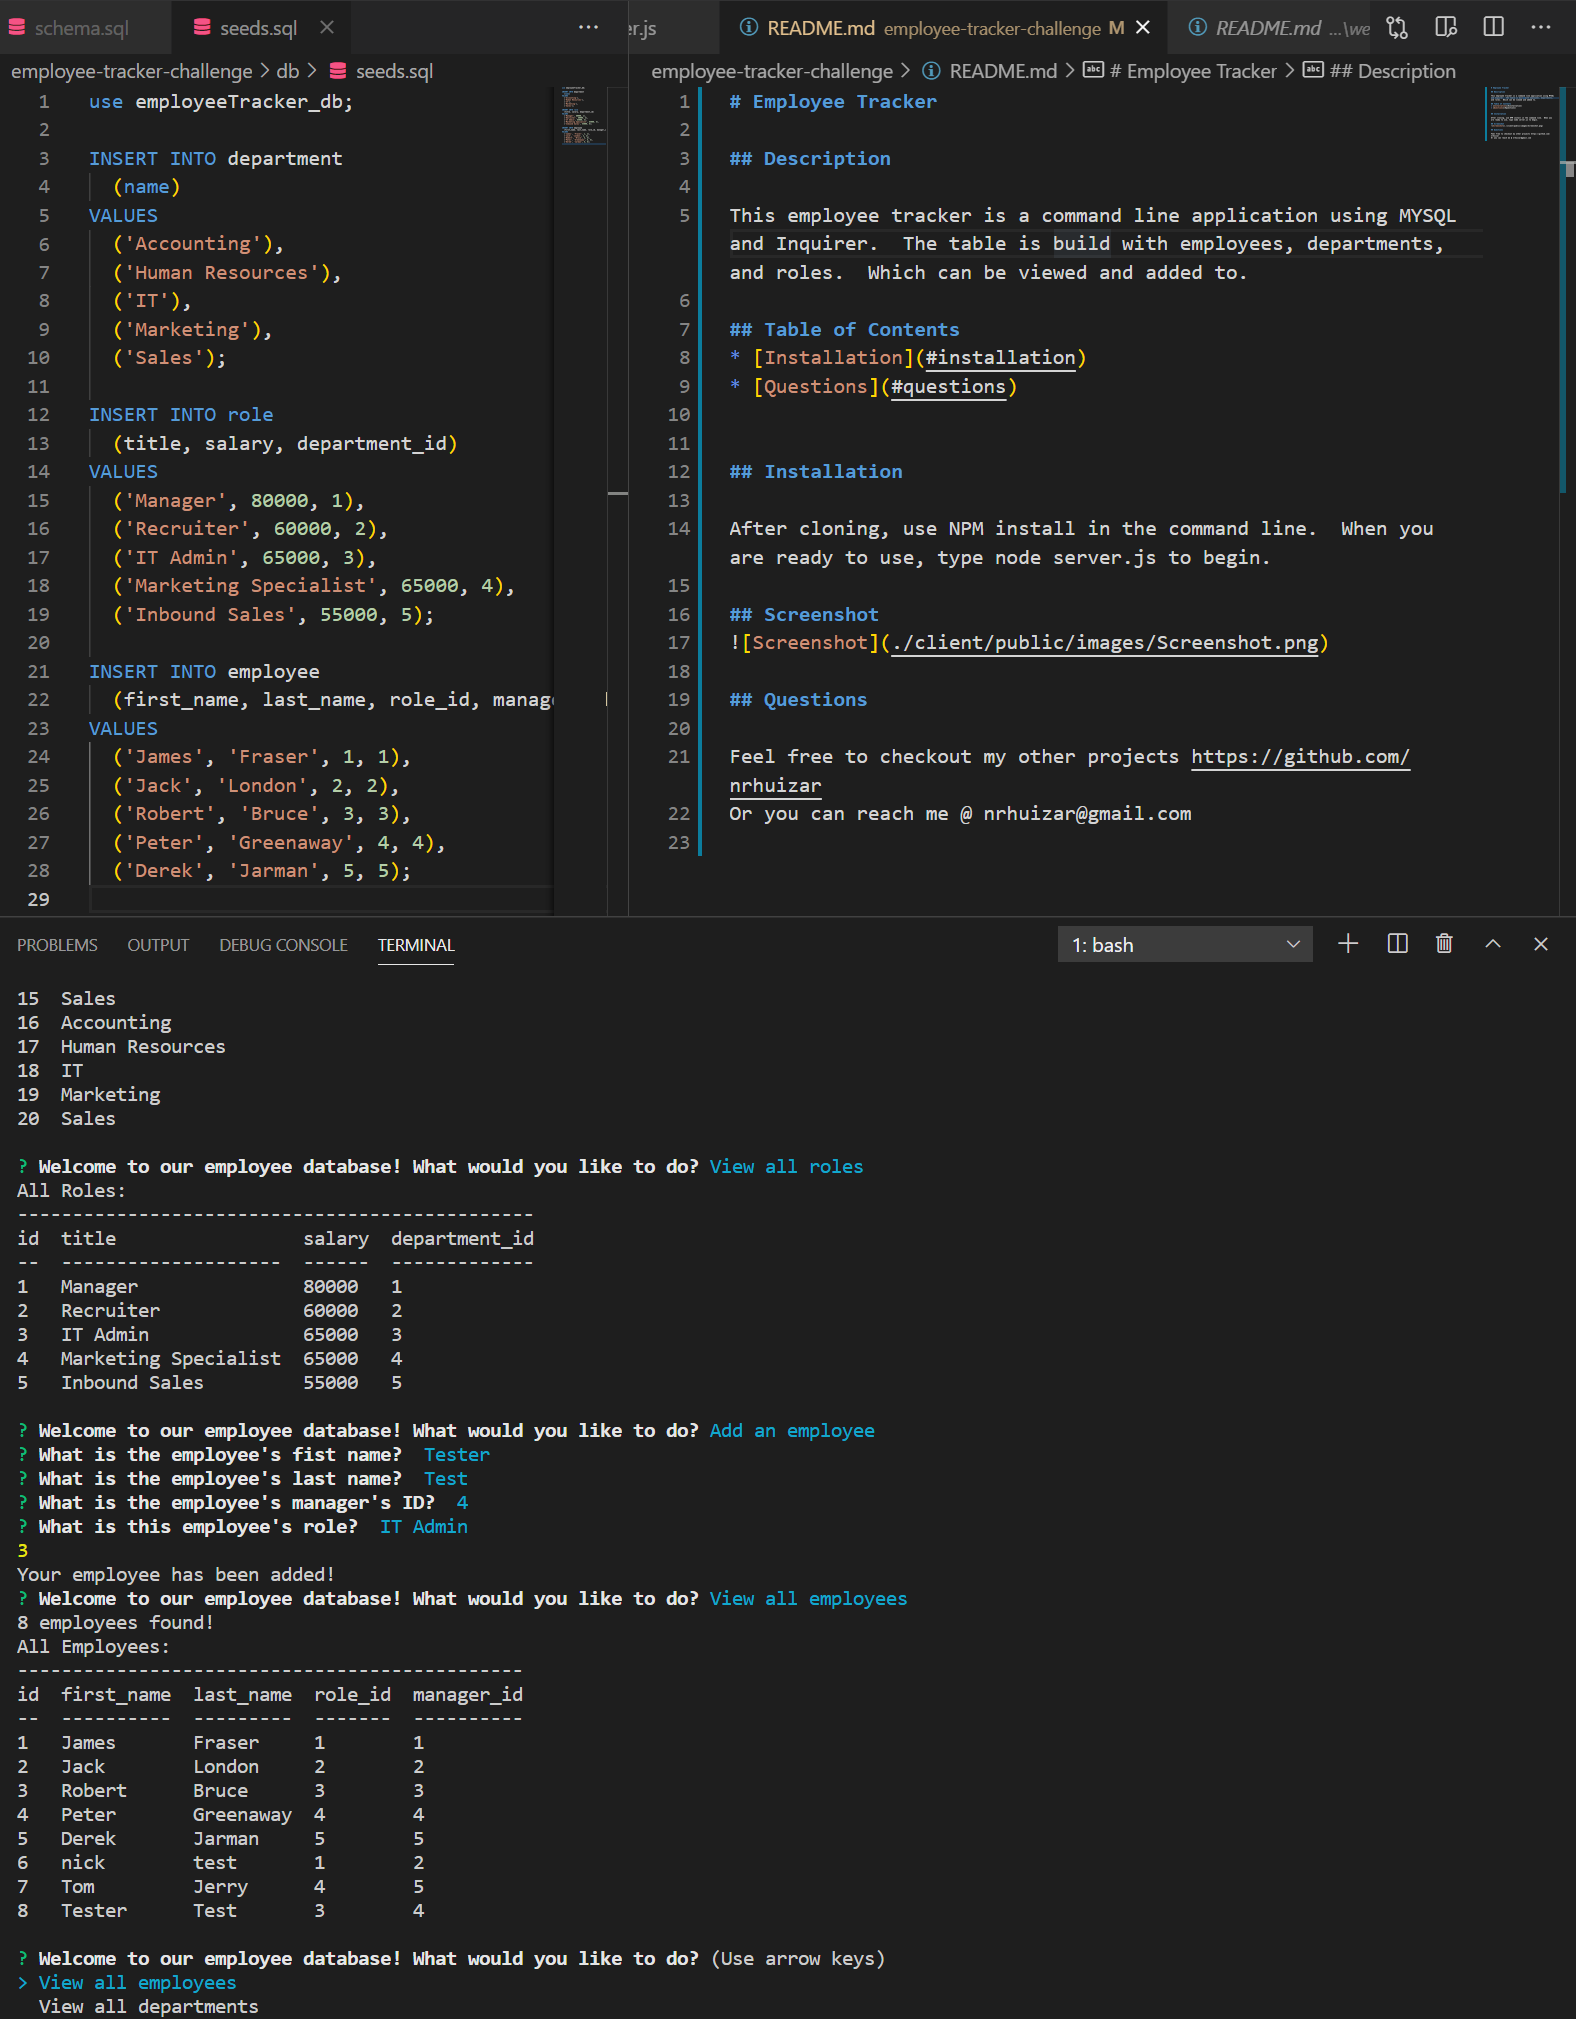 schema.sql
seeds.sql
employee-tracker-challenge > db > seeds.sql
1 use employeeTracker_db;
2
3 INSERT INTO department
4 (name)
5 VALUES
6 ('Accounting'),
7 ('Human Resources'),
8 ('IT'),
9 ('Marketing'),
10 ('Sales');
11
12 INSERT INTO role
13 (title, salary, department_id)
14 VALUES
15 ('Manager', 80000, 1),
16 ('Recruiter', 60000, 2),
17 ('IT Admin', 65000, 3),
18 ('Marketing Specialist', 65000, 4),
19 ('Inbound Sales', 55000, 5);
20
21 INSERT INTO employee
22 (first_name, last_name, role_id, manag
23 VALUES
24 ('James', 'Fraser', 1, 1),
25 ('Jack', 'London', 2, 2),
26 ('Robert', 'Bruce', 3, 3),
27 ('Peter', 'Greenaway', 4, 4),
28 ('Derek', 'Jarman', 5, 5);
29
er.js
README.md employee-tracker-challenge M
README.md ...\we
employee-tracker-challenge > README.md > # Employee Tracker > ## Description
1 # Employee Tracker
2
3 ## Description
4
5 This employee tracker is a command line application using MYSQL
and Inquirer.  The table is build with employees, departments,
and roles.  Which can be viewed and added to.
6
7 ## Table of Contents
8 * [Installation](#installation)
9 * [Questions](#questions)
10
11
12 ## Installation
13
14 After cloning, use NPM install in the command line.  When you
are ready to use, type node server.js to begin.
15
16 ## Screenshot
17 ![Screenshot](./client/public/images/Screenshot.png)
18
19 ## Questions
20
21 Feel free to checkout my other projects https://github.com/
nrhuizar
22 Or you can reach me @ nrhuizar@gmail.com
23
PROBLEMS OUTPUT DEBUG CONSOLE TERMINAL
1: bash
15 Sales
16 Accounting
17 Human Resources
18 IT
19 Marketing
20 Sales
? Welcome to our employee database! What would you like to do? View all roles
All Roles:
-----------------------------------------------
id title salary department_id
-- -------------------- ------ -------------
1 Manager 80000 1
2 Recruiter 60000 2
3 IT Admin 65000 3
4 Marketing Specialist 65000 4
5 Inbound Sales 55000 5
? Welcome to our employee database! What would you like to do? Add an employee
? What is the employee's fist name?  Tester
? What is the employee's last name?  Test
? What is the employee's manager's ID?  4
? What is this employee's role?  IT Admin
3
Your employee has been added!
? Welcome to our employee database! What would you like to do? View all employees
8 employees found!
All Employees:
----------------------------------------------
id first_name last_name role_id manager_id
-- ---------- --------- ------- ----------
1 James Fraser 1 1
2 Jack London 2 2
3 Robert Bruce 3 3
4 Peter Greenaway 4 4
5 Derek Jarman 5 5
6 nick test 1 2
7 Tom Jerry 4 5
8 Tester Test 3 4
? Welcome to our employee database! What would you like to do? (Use arrow keys)
> View all employees
View all departments